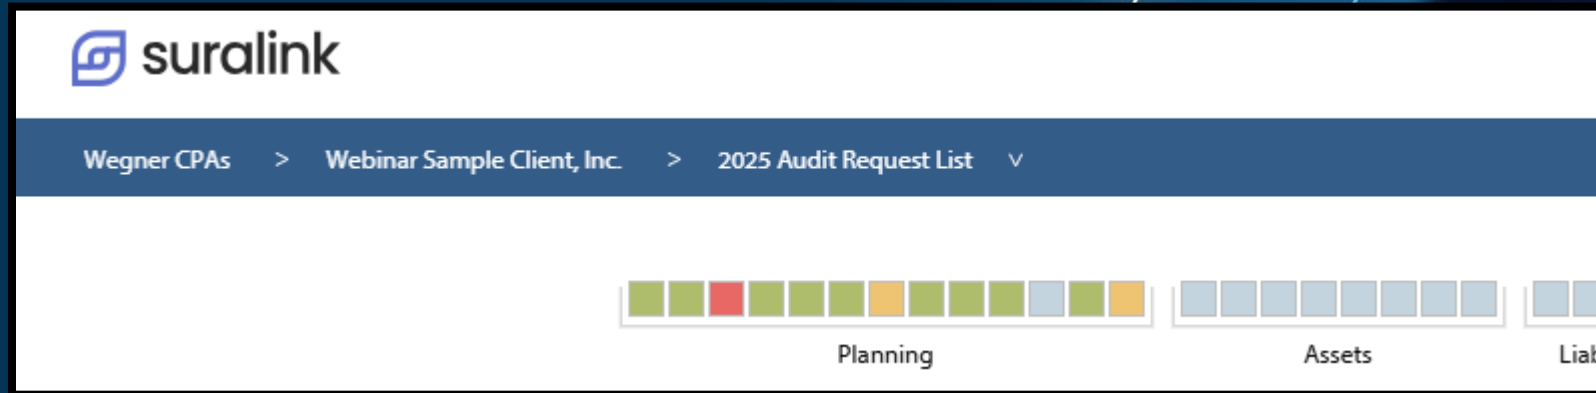 suralink
Wegner CPAs > Webinar Sample Client, Inc. > 2025 Audit Request List v
Planning Assets